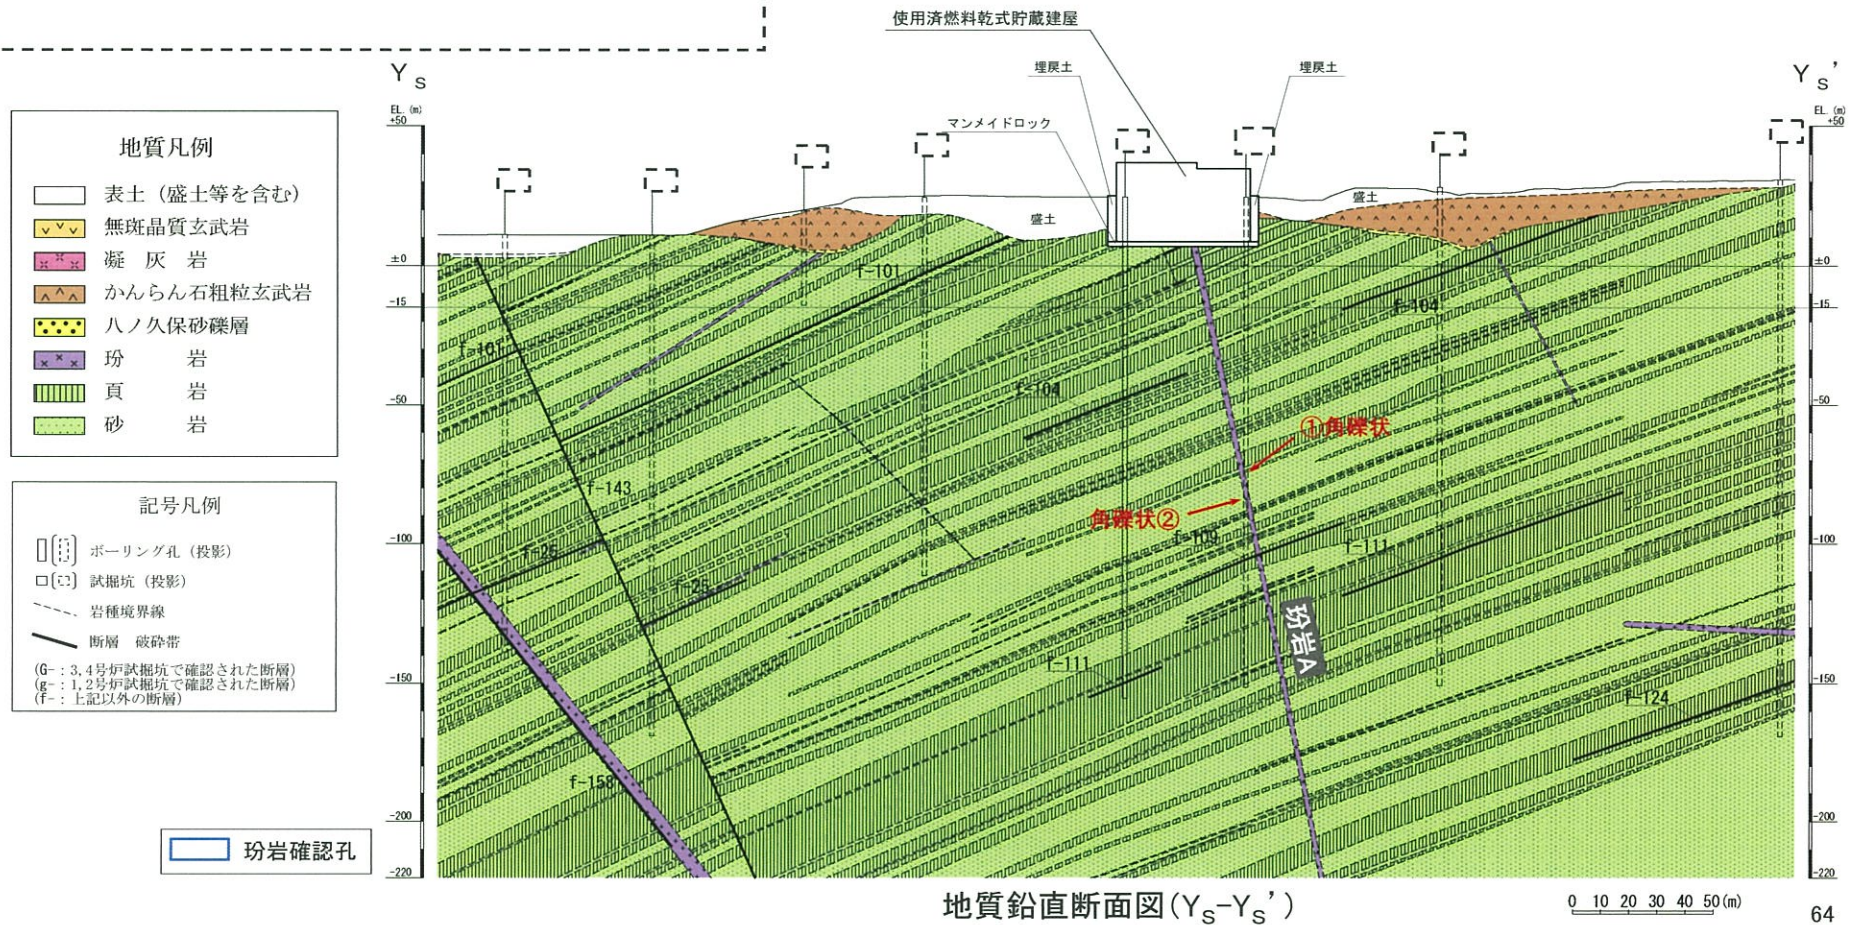 使用済燃料乾式貯蔵建屋
埋戻土
埋戻土
マンメイドロック
YS
YS'
EL.(m)
+50
±0
-15
-50
-100
-150
-200
-220
EL.(m)
+50
±0
-15
-50
-100
-150
-200
-220
地質凡例
表土（盛土等を含む）
無斑晶質玄武岩
凝 灰 岩
かんらん石粗粒玄武岩
八ノ久保砂礫層
玢 岩
頁 岩
砂 岩
記号凡例
ボーリング孔（投影）
試掘坑（投影）
岩種境界線
断層 破砕帯
(G-：3,4号炉試掘坑で確認された断層)
(g-：1,2号炉試掘坑で確認された断層)
(f-：上記以外の断層)
玢岩確認孔
盛土
盛土
f-101
f-101
f-104
f-104
①角礫状
角礫状②
f-143
f-25
f-25
f-109
f-111
f-111
玢岩A
f-124
f-158
地質鉛直断面図(YS-YS')
0 10 20 30 40 50(m)
64